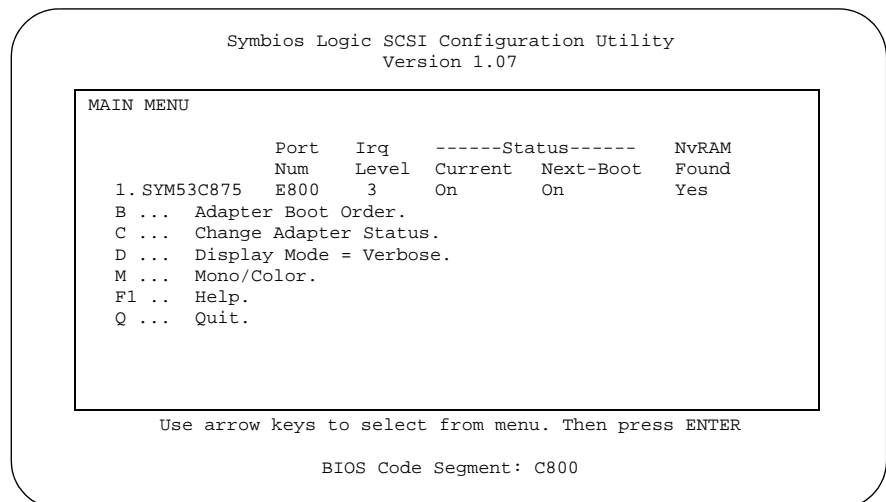 Symbios Logic SCSI Configuration Utility
Version 1.07
MAIN MENU
Port Irq ------Status------ NvRAM
Num Level Current Next-Boot Found
1. SYM53C875 E800 3 On On Yes
B ... Adapter Boot Order.
C ... Change Adapter Status.
D ... Display Mode = Verbose.
M ... Mono/Color.
F1 .. Help.
Q ... Quit.
Use arrow keys to select from menu. Then press ENTER
BIOS Code Segment: C800